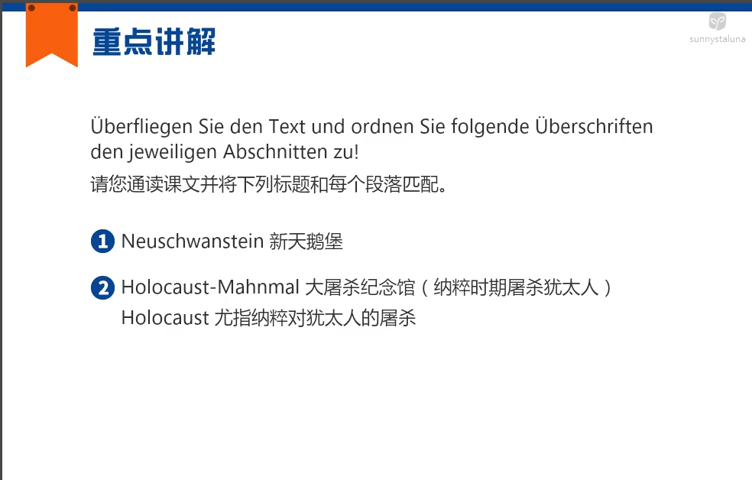 重点讲解
sunnystaluna
Überfliegen Sie den Text und ordnen Sie folgende Überschriften
den jeweiligen Abschnitten zu!
请您通读课文并将下列标题和每个段落匹配。
1 Neuschwanstein 新天鹅堡
2 Holocaust-Mahnmal 大屠杀纪念馆（纳粹时期屠杀犹太人）
Holocaust 尤指纳粹对犹太人的屠杀